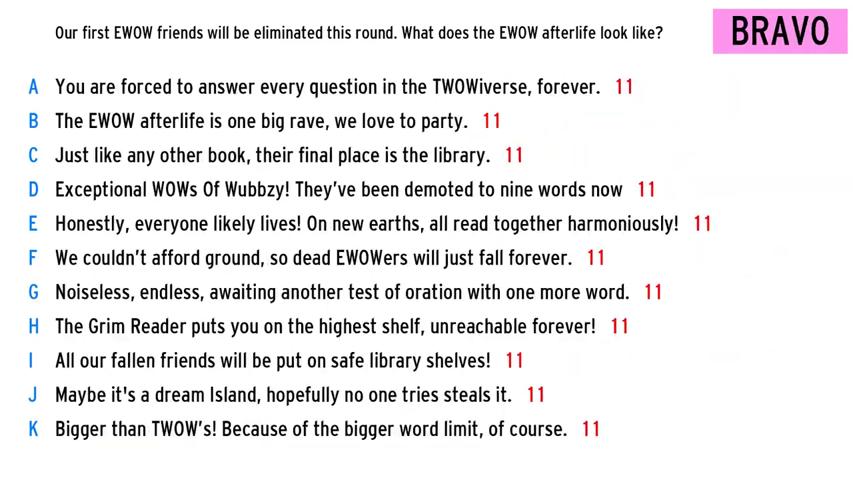 Our first EWOW friends will be eliminated this round. What does the EWOW afterlife look like?
BRAVO
A You are forced to answer every question in the TWOWiverse, forever. 11
B The EWOW afterlife is one big rave, we love to party. 11
C Just like any other book, their final place is the library. 11
D Exceptional WOWs Of Wubbzy! They've been demoted to nine words now 11
E Honestly, everyone likely lives! On new earths, all read together harmoniously! 11
F We couldn't afford ground, so dead EWOWers will just fall forever. 11
G Noiseless, endless, awaiting another test of oration with one more word. 11
H The Grim Reader puts you on the highest shelf, unreachable forever! 11
I All our fallen friends will be put on safe library shelves! 11
J Maybe it's a dream Island, hopefully no one tries steals it. 11
K Bigger than TWOW's! Because of the bigger word limit, of course. 11